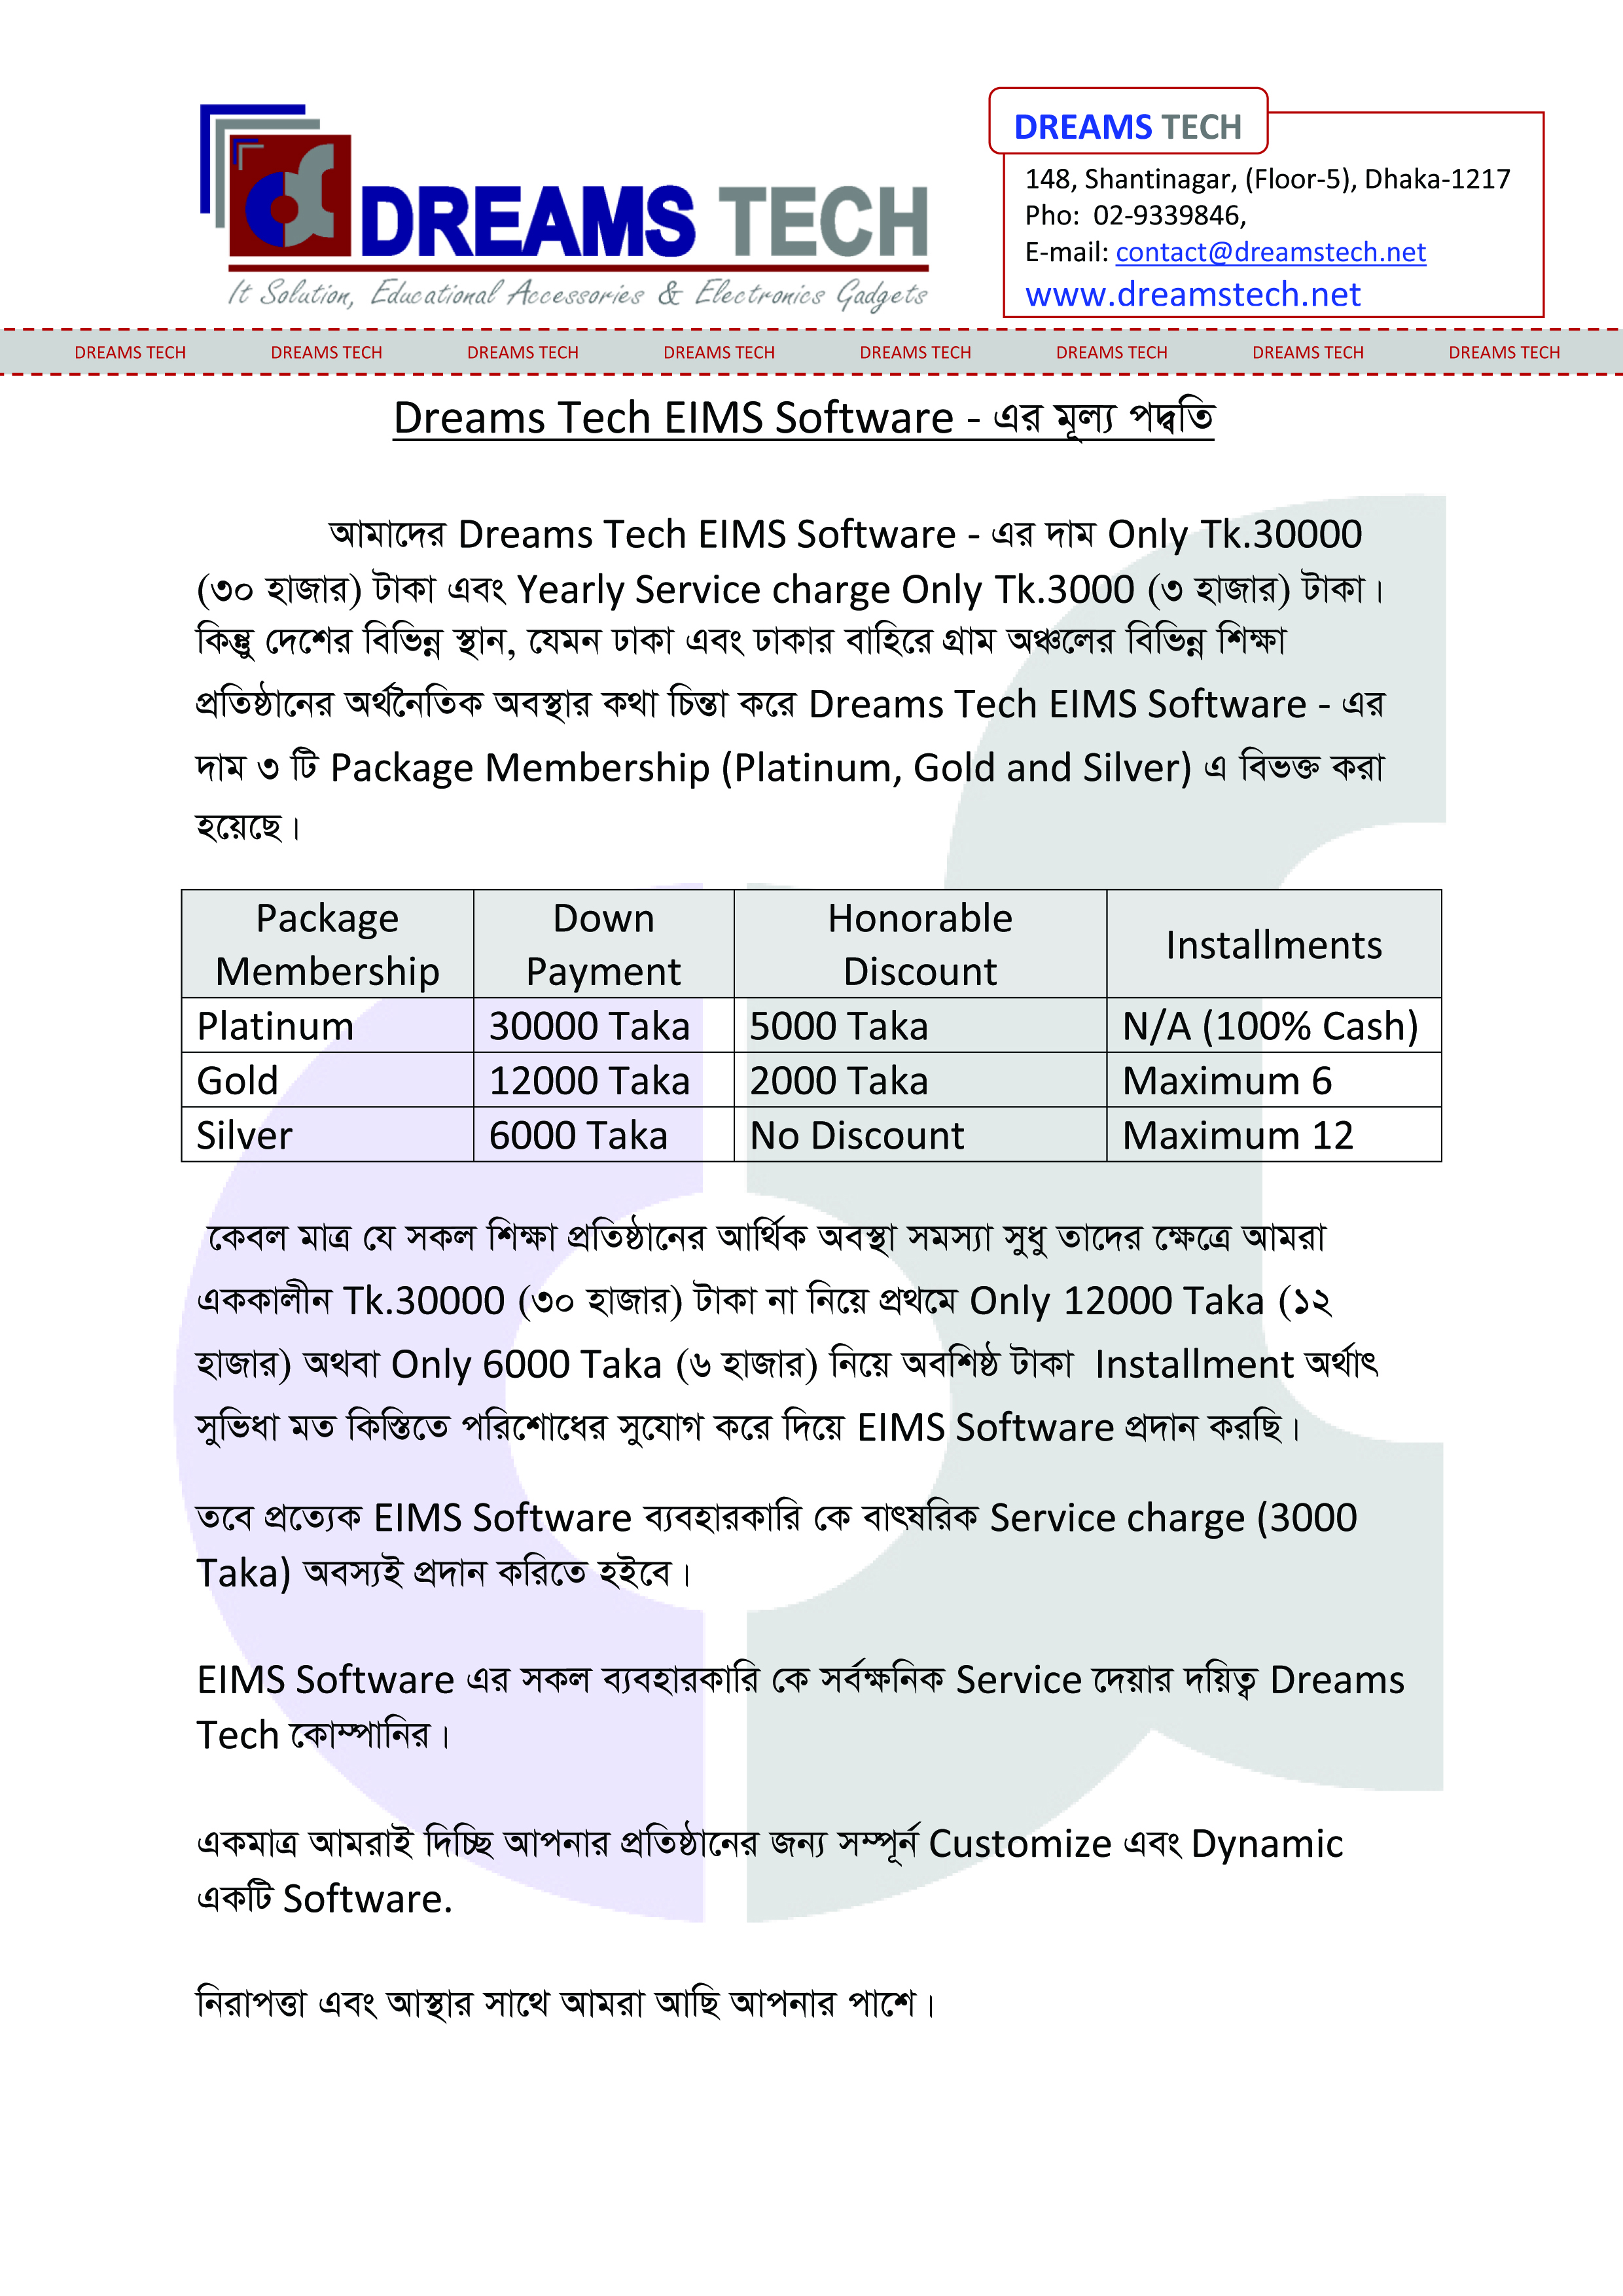 DREAMS TECH
It Solution, Educational Accessories & Electronics Gadgets
DREAMS TECH
148, Shantinagar, (Floor-5), Dhaka-1217
Pho: 02-9339846,
E-mail: contact@dreamstech.net
www.dreamstech.net
DREAMS TECH DREAMS TECH DREAMS TECH DREAMS TECH DREAMS TECH DREAMS TECH DREAMS TECH DREAMS TECH
Dreams Tech EIMS Software - এর মূল্য পদ্বতি
আমাদের Dreams Tech EIMS Software - এর দাম Only Tk.30000
(৩০ হাজার) টাকা এবং Yearly Service charge Only Tk.3000 (৩ হাজার) টাকা।
কিন্তু দেশের বিভিন্ন স্থান, যেমন ঢাকা এবং ঢাকার বাহিরে গ্রাম অঞ্চলের বিভিন্ন শিক্ষা
প্রতিষ্ঠানের অর্থনৈতিক অবস্থার কথা চিন্তা করে Dreams Tech EIMS Software - এর
দাম ৩ টি Package Membership (Platinum, Gold and Silver) এ বিভক্ত করা
হয়েছে।
Package Membership Down Payment Honorable Discount Installments
Platinum 30000 Taka 5000 Taka N/A (100% Cash)
Gold 12000 Taka 2000 Taka Maximum 6
Silver 6000 Taka No Discount Maximum 12
কেবল মাত্র যে সকল শিক্ষা প্রতিষ্ঠানের আর্থিক অবস্থা সমস্যা সুধু তাদের ক্ষেত্রে আমরা
এককালীন Tk.30000 (৩০ হাজার) টাকা না নিয়ে প্রথমে Only 12000 Taka (১২
হাজার) অথবা Only 6000 Taka (৬ হাজার) নিয়ে অবশিষ্ঠ টাকা Installment অর্থাৎ
সুভিধা মত কিস্তিতে পরিশোধের সুযোগ করে দিয়ে EIMS Software প্রদান করছি।
তবে প্রত্যেক EIMS Software ব্যবহারকারি কে বাৎষরিক Service charge (3000
Taka) অবস্যই প্রদান করিতে হইবে।
EIMS Software এর সকল ব্যবহারকারি কে সর্বক্ষনিক Service দেয়ার দয়িত্ব Dreams
Tech কোম্পানির।
একমাত্র আমরাই দিচ্ছি আপনার প্রতিষ্ঠানের জন্য সম্পূর্ন Customize এবং Dynamic
একটি Software.
নিরাপত্তা এবং আস্থার সাথে আমরা আছি আপনার পাশে।